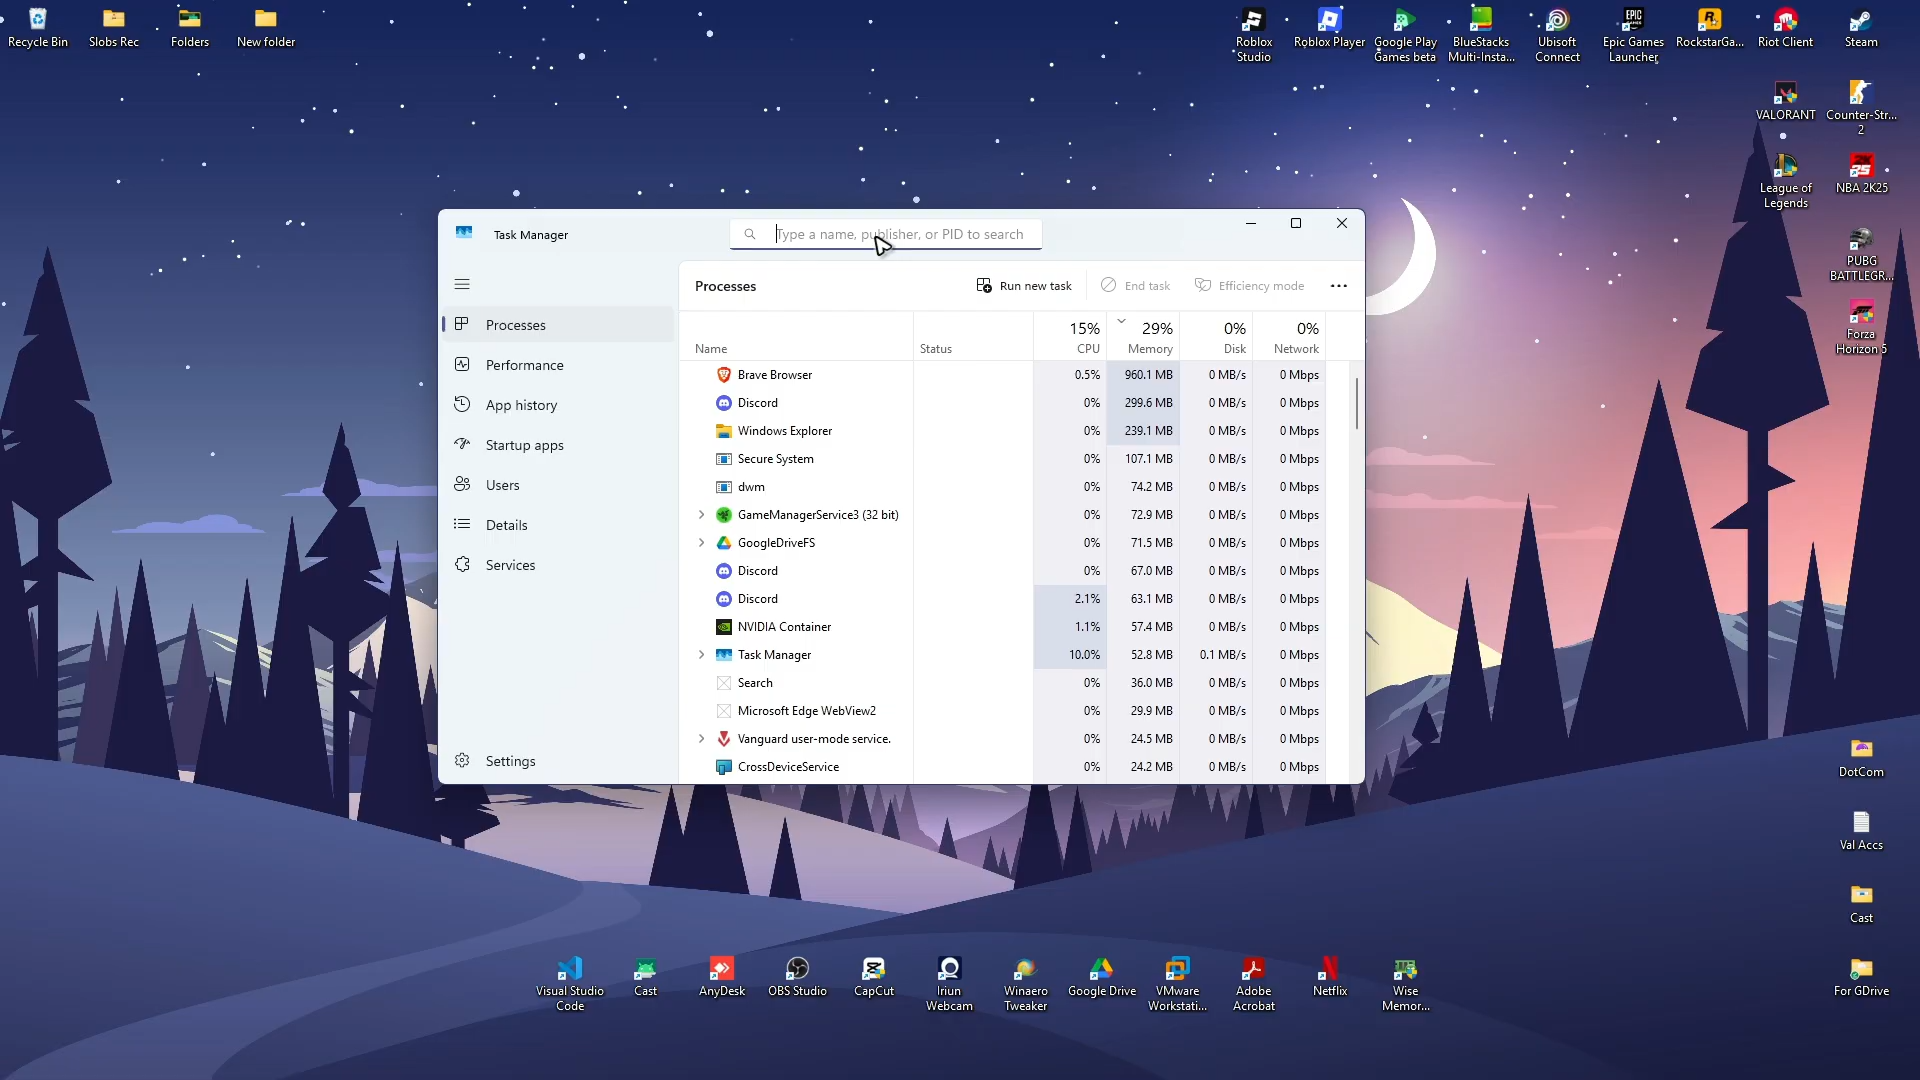 Recycle Bin
Slobs Rec
Folders
New folder
Roblox
Studio
Roblox Player
Google Play
Games beta
BlueStacks
Multi-Insta...
Ubisoft
Connect
Epic Games
Launcher
RockstarGa...
Riot Client
Steam
VALORANT
Counter-Str...
2
League of
Legends
NBA 2K25
PUBG
BATTLEGR...
Forza
Horizon 5
Task Manager
Type a name, publisher, or PID to search
Processes
Run new task
End task
Efficiency mode
Processes
Performance
App history
Startup apps
Users
Details
Services
Settings
15% 29% 0% 0%
Name Status CPU Memory Disk Network
Brave Browser 0.5% 960.1 MB 0 MB/s 0 Mbps
Discord 0% 299.6 MB 0 MB/s 0 Mbps
Windows Explorer 0% 239.1 MB 0 MB/s 0 Mbps
Secure System 0% 107.1 MB 0 MB/s 0 Mbps
dwm 0% 74.2 MB 0 MB/s 0 Mbps
GameManagerService3 (32 bit) 0% 72.9 MB 0 MB/s 0 Mbps
GoogleDriveFS 0% 71.5 MB 0 MB/s 0 Mbps
Discord 0% 67.0 MB 0 MB/s 0 Mbps
Discord 2.1% 63.1 MB 0 MB/s 0 Mbps
NVIDIA Container 1.1% 57.4 MB 0 MB/s 0 Mbps
Task Manager 10.0% 52.8 MB 0.1 MB/s 0 Mbps
Search 0% 36.0 MB 0 MB/s 0 Mbps
Microsoft Edge WebView2 0% 29.9 MB 0 MB/s 0 Mbps
Vanguard user-mode service. 0% 24.5 MB 0 MB/s 0 Mbps
CrossDeviceService 0% 24.2 MB 0 MB/s 0 Mbps
DotCom
Val Accs
Cast
For GDrive
Visual Studio
Code
Cast
AnyDesk
OBS Studio
CapCut
Iriun
Webcam
Winaero
Tweaker
Google Drive
VMware
Workstati...
Adobe
Acrobat
Netflix
Wise
Memor...